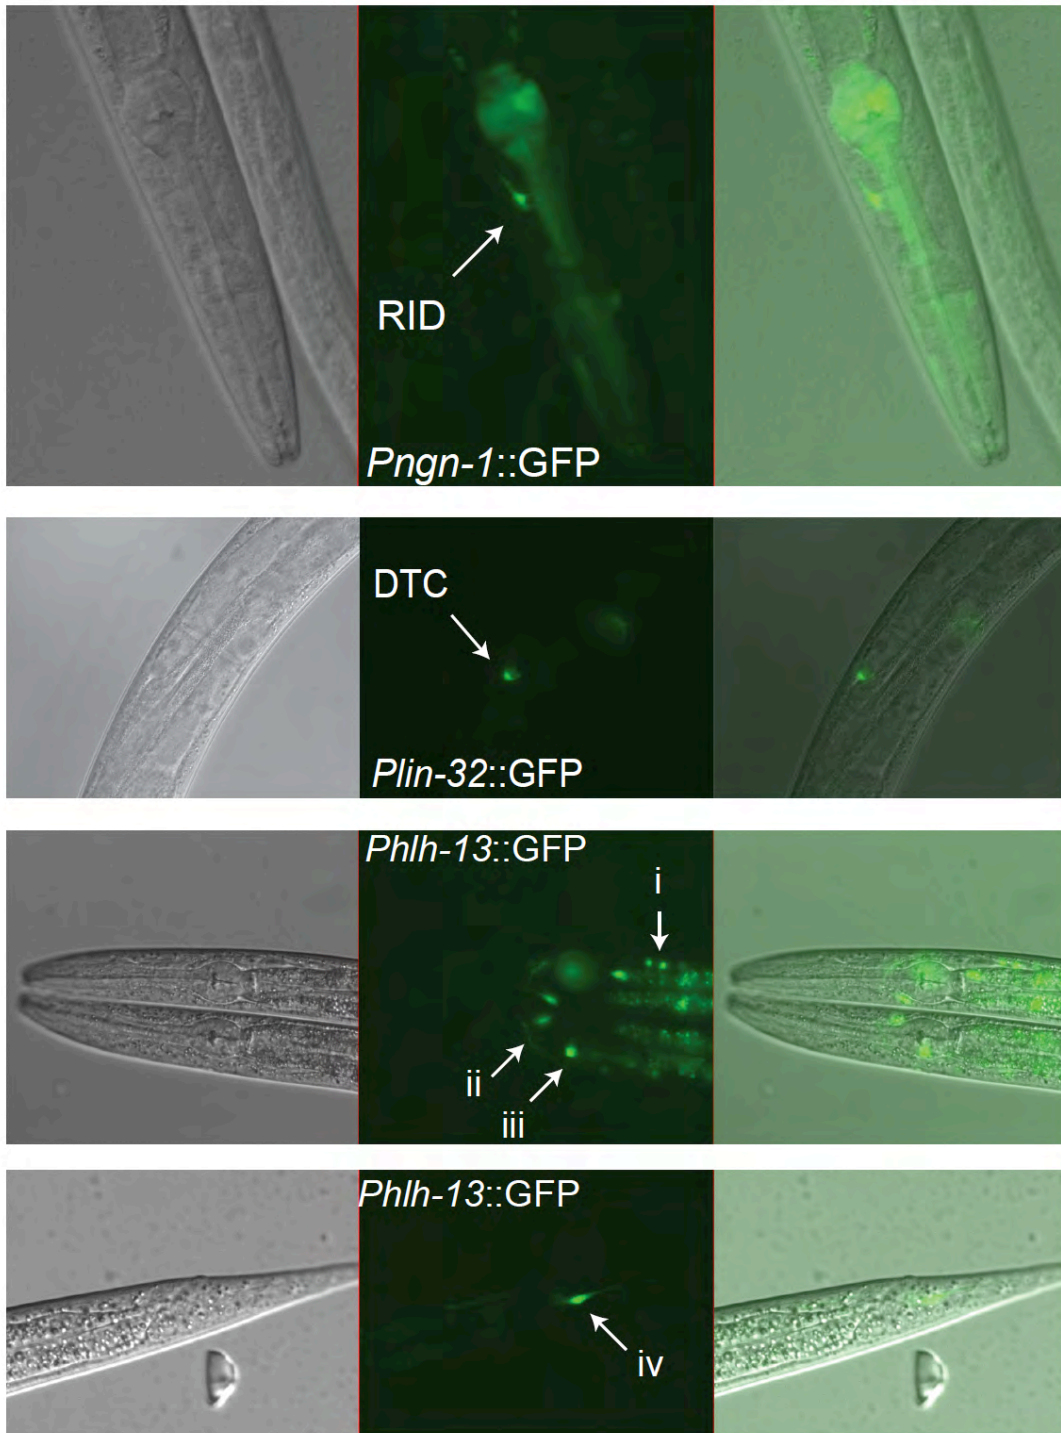 RID
Pngn-1::GFP
DTC
Plin-32::GFP
Phlh-13::GFP
i
ii
iii
Phlh-13::GFP
iv